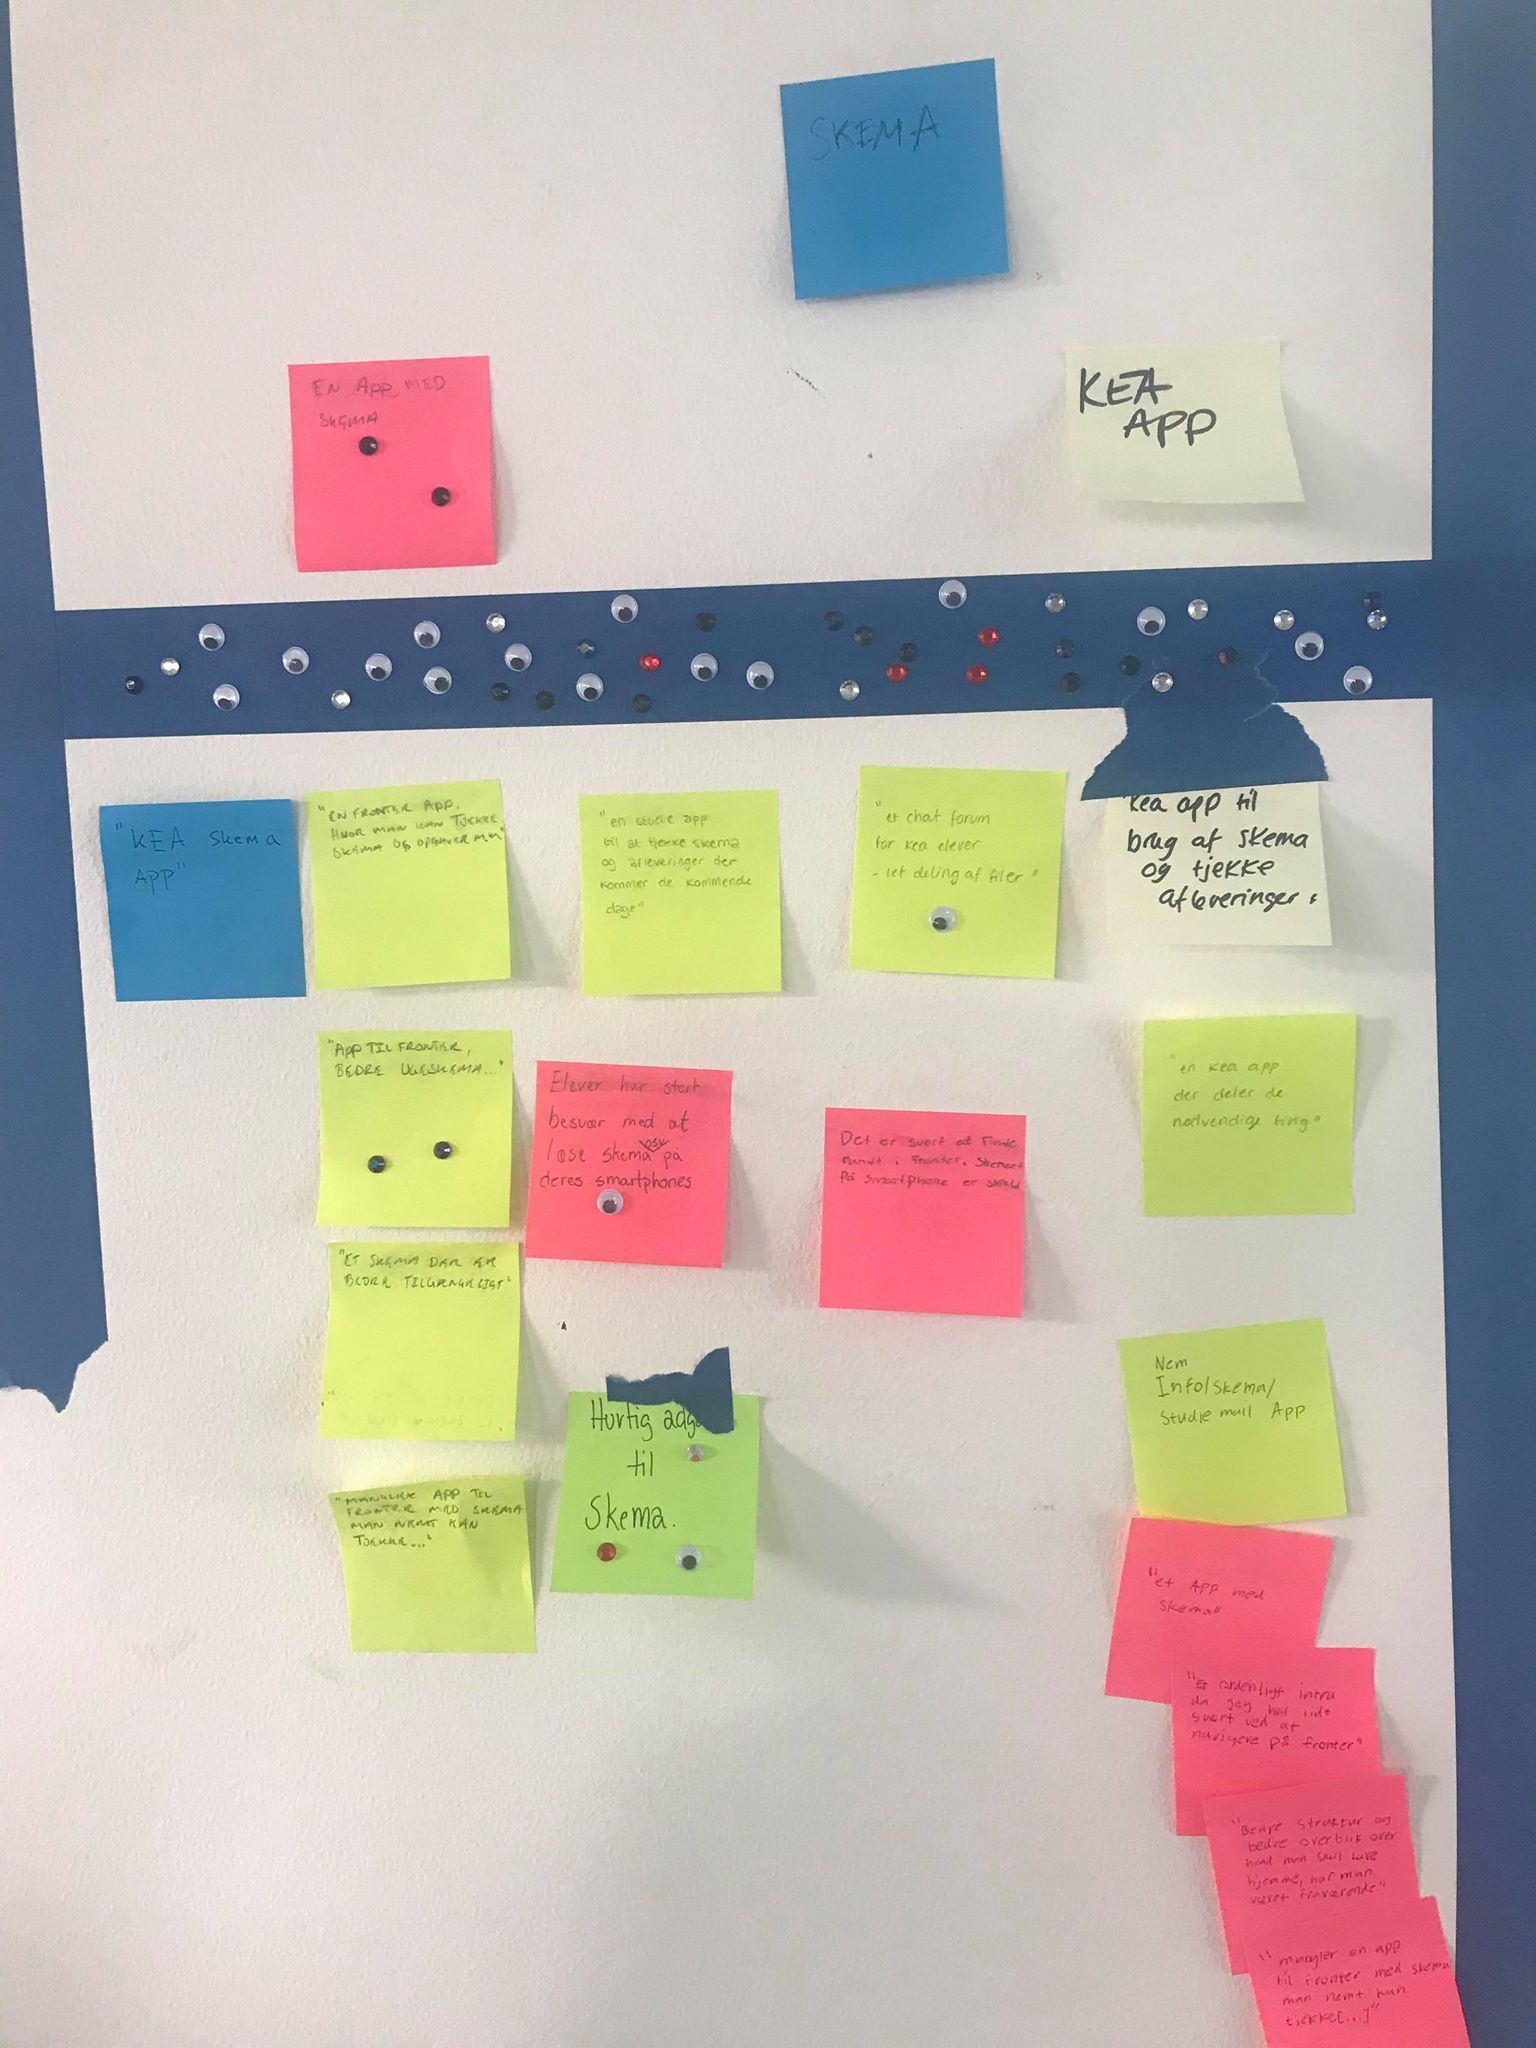 SKEMA
EN APP MED
SKEMA
KEA
APP
"KEA Skema
APP"
"EN FRONTER APP,
HVOR MAN KAN TJEKKE
SKEMA OG OPGAVER M.M"
"en studie app
til at tjekke skema
og afleveringer der
kommer de kommende
dage"
"et chat forum
for kea elever
- let deling af filer"
"Kea app til
brug af skema
og tjekke
afleveringer"
"APP TIL FRONTER,
BEDRE UGESKEMA..."
Elever har stort
besvær med at
læse skema osv på
deres smartphones
Det er svært at finde
rundt i Fronter. Skemaet
på smartphone er
"en kea app
der deler de
nødvendige ting"
"ET SKEMA DER ER
BEDRE TILGÆNGELIGT"
Hurtig
til
Skema.
Nem
Info/skema/
Studie mail App
APP TIL
FRONTER MED SKEMA
MAN NEMT KAN
TJEKKE..."
"et APP med
skema"
"Et ordenligt intra
da jeg har
svært ved at
navigere på fronter"
"Bedre struktur og
bedre overblik over
hvad man skal lave
hjemme, har man
været fraværende"
"mangler en app
til fronter med skema
man nemt kan
tjekke[...]"